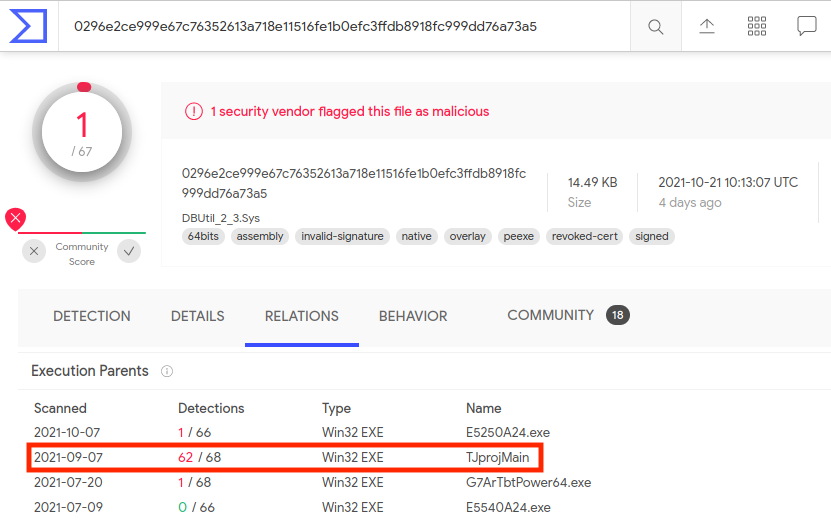 0296e2ce999e67c76352613a718e11516fe1b0efc3ffdb8918fc999dd76a73a5
1
/ 67
1 security vendor flagged this file as malicious
0296e2ce999e67c76352613a718e11516fe1b0efc3ffdb8918fc
999dd76a73a5
DBUtil_2_3.Sys
64bits assembly invalid-signature native overlay peexe revoked-cert signed
14.49 KB
Size
2021-10-21 10:13:07 UTC
4 days ago
Community
Score
DETECTION DETAILS RELATIONS BEHAVIOR COMMUNITY 18
Execution Parents
Scanned Detections Type Name
2021-10-07 1 / 66 Win32 EXE E5250A24.exe
2021-09-07 62 / 68 Win32 EXE TJprojMain
2021-07-20 1 / 68 Win32 EXE G7ArTbtPower64.exe
2021-07-09 0 / 66 Win32 EXE E5540A24.exe